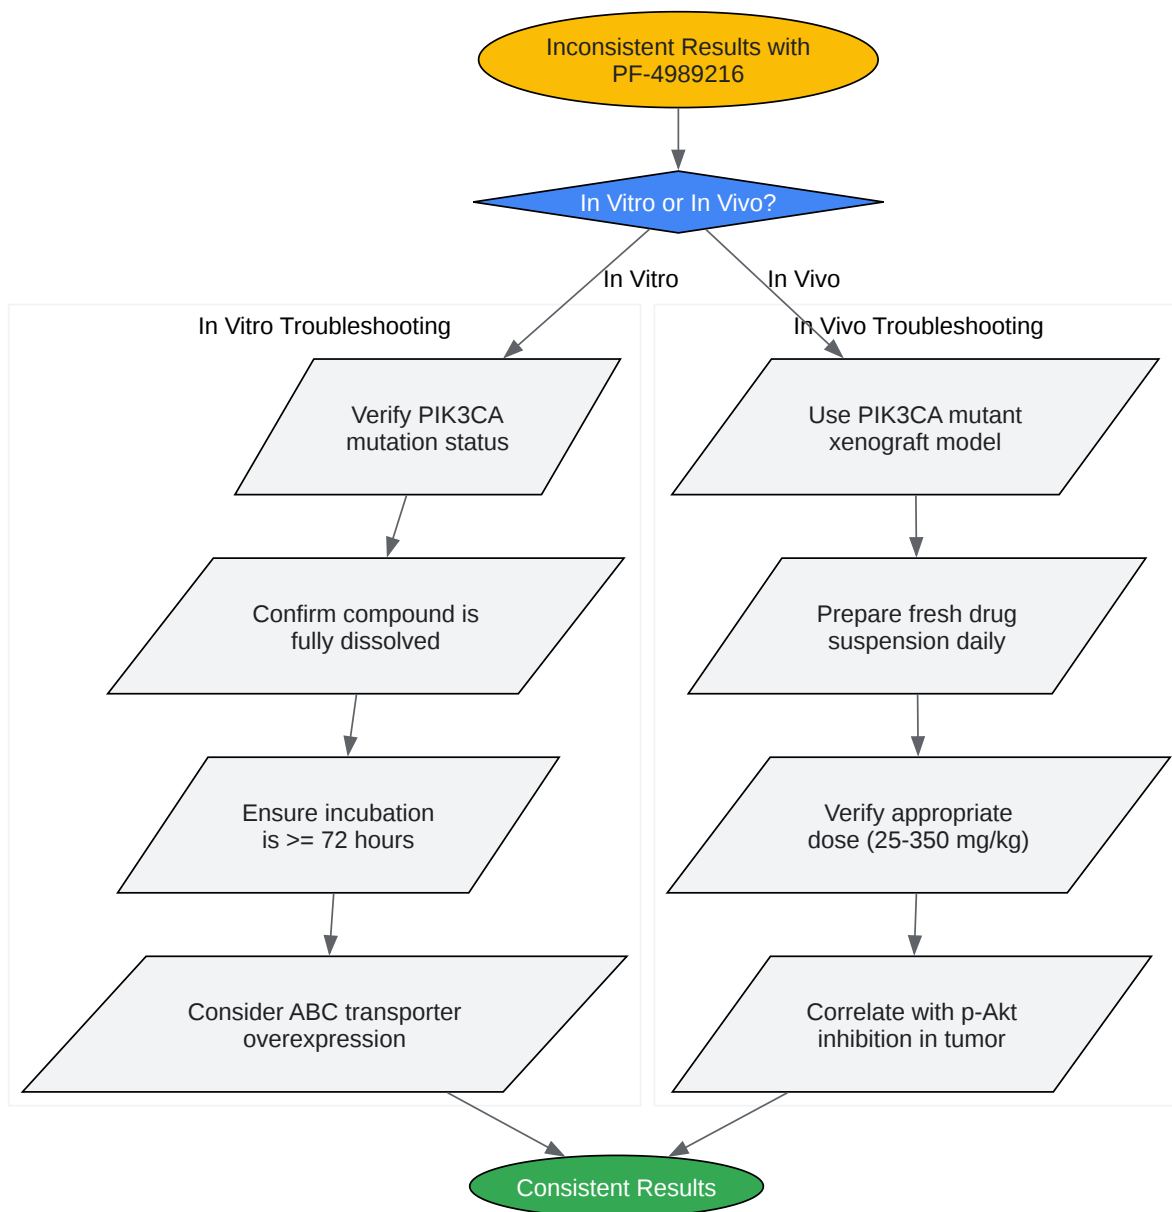 Inconsistent Results with
PF-4989216
In Vitro or In Vivo?
In Vitro
In Vivo
In Vitro Troubleshooting
Verify PIK3CA
mutation status
Confirm compound is
fully dissolved
Ensure incubation
is >= 72 hours
Consider ABC transporter
overexpression
In Vivo Troubleshooting
Use PIK3CA mutant
xenograft model
Prepare fresh drug
suspension daily
Verify appropriate
dose (25-350 mg/kg)
Correlate with p-Akt
inhibition in tumor
Consistent Results